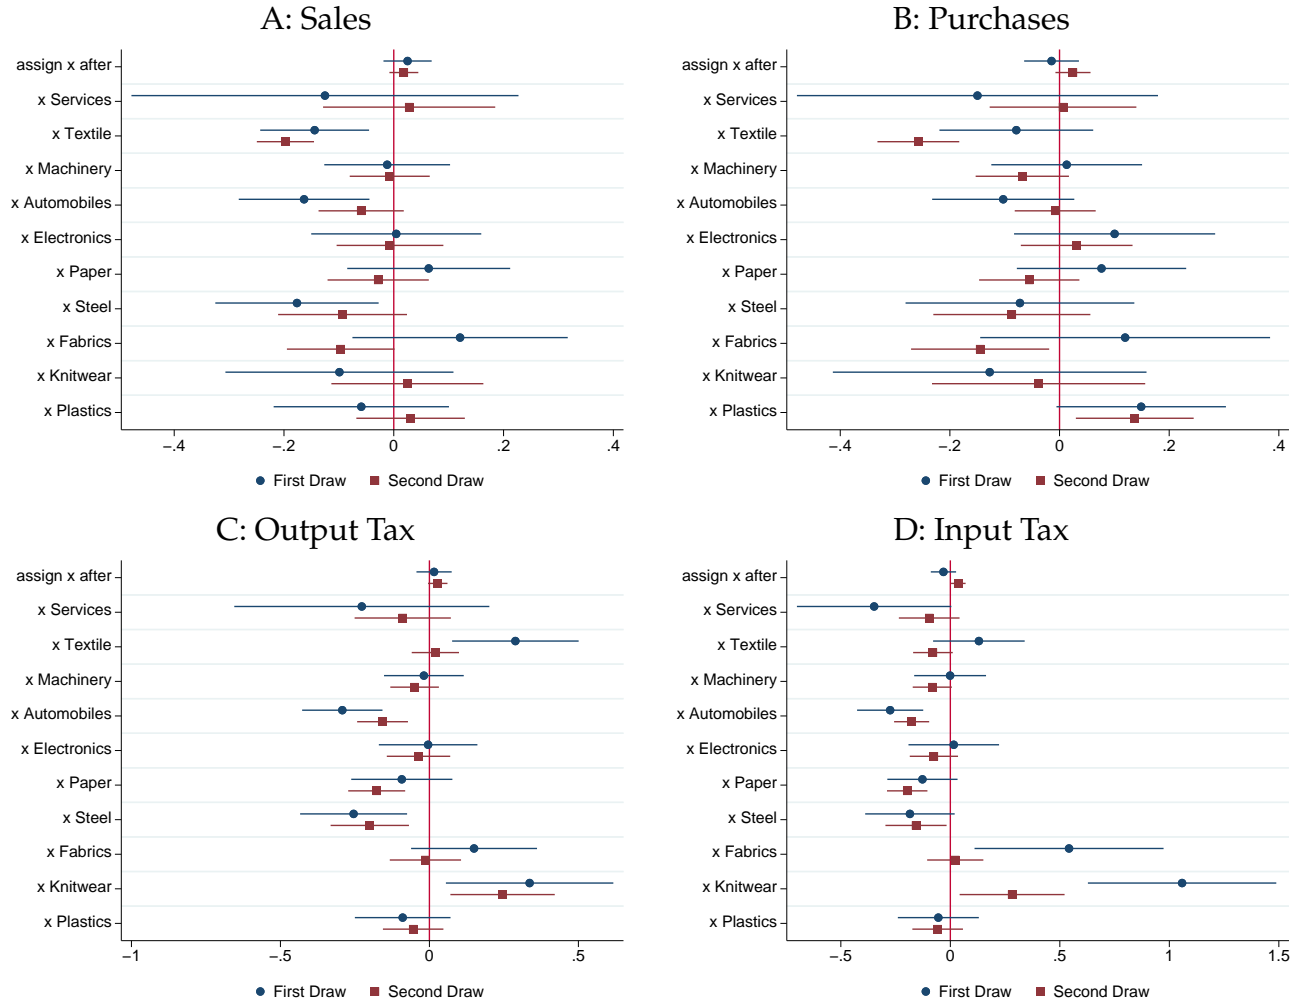 A: Sales
assign x after
x Services
x Textile
x Machinery
x Automobiles
x Electronics
x Paper
x Steel
x Fabrics
x Knitwear
x Plastics
−.4 −.2 0 .2 .4
First Draw Second Draw
B: Purchases
assign x after
x Services
x Textile
x Machinery
x Automobiles
x Electronics
x Paper
x Steel
x Fabrics
x Knitwear
x Plastics
−.4 −.2 0 .2 .4
First Draw Second Draw
C: Output Tax
assign x after
x Services
x Textile
x Machinery
x Automobiles
x Electronics
x Paper
x Steel
x Fabrics
x Knitwear
x Plastics
−1 −.5 0 .5
First Draw Second Draw
D: Input Tax
assign x after
x Services
x Textile
x Machinery
x Automobiles
x Electronics
x Paper
x Steel
x Fabrics
x Knitwear
x Plastics
−.5 0 .5 1 1.5
First Draw Second Draw